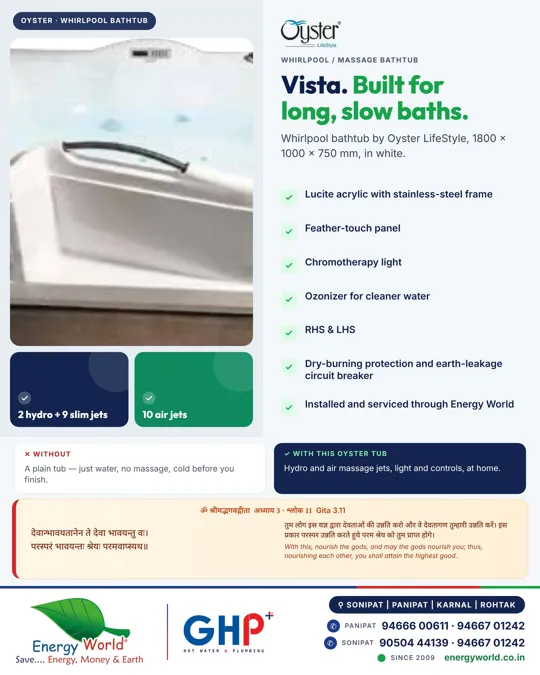 OYSTER · WHIRLPOOL BATHTUB
Oyster
LifeStyle
WHIRLPOOL / MASSAGE BATHTUB
Vista. Built for
long, slow baths.
Whirlpool bathtub by Oyster LifeStyle, 1800 ×
1000 × 750 mm, in white.
Lucite acrylic with stainless-steel frame
Feather-touch panel
Chromotherapy light
Ozonizer for cleaner water
RHS & LHS
Dry-burning protection and earth-leakage
circuit breaker
Installed and serviced through Energy World
2 hydro + 9 slim jets
10 air jets
× WITHOUT
A plain tub — just water, no massage, cold before you
finish.
✓ WITH THIS OYSTER TUB
Hydro and air massage jets, light and controls, at home.
ॐ श्रीमद्भगवद्गीता अध्याय 3 · श्लोक 11 Gita 3.11
देवान्भावयतानेन ते देवा भावयन्तु वः।
परस्परं भावयन्तः श्रेयः परमवाप्स्यथ॥
तुम लोग इस यज्ञ द्वारा देवताओं की उन्नति करो और वे देवतागण तुम्हारी उन्नति करें। इस
प्रकार परस्पर उन्नति करते हुये परम श्रेय को तुम प्राप्त होगे।
With this, nourish the gods, and may the gods nourish you; thus,
nourishing each other, you shall attain the highest good.
Energy World
Save.... Energy, Money & Earth
GHP+
HOT WATER & PLUMBING
SONIPAT | PANIPAT | KARNAL | ROHTAK
PANIPAT 94666 00611 · 94667 01242
SONIPAT 90504 44139 · 94667 01242
SINCE 2009 energyworld.co.in